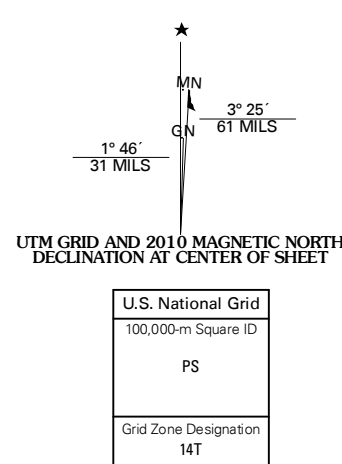 MN
3° 25´
61 MILS
GN
1° 46´
31 MILS
UTM GRID AND 2010 MAGNETIC NORTH
DECLINATION AT CENTER OF SHEET
U.S. National Grid
100,000-m Square ID
PS
Grid Zone Designation
14T